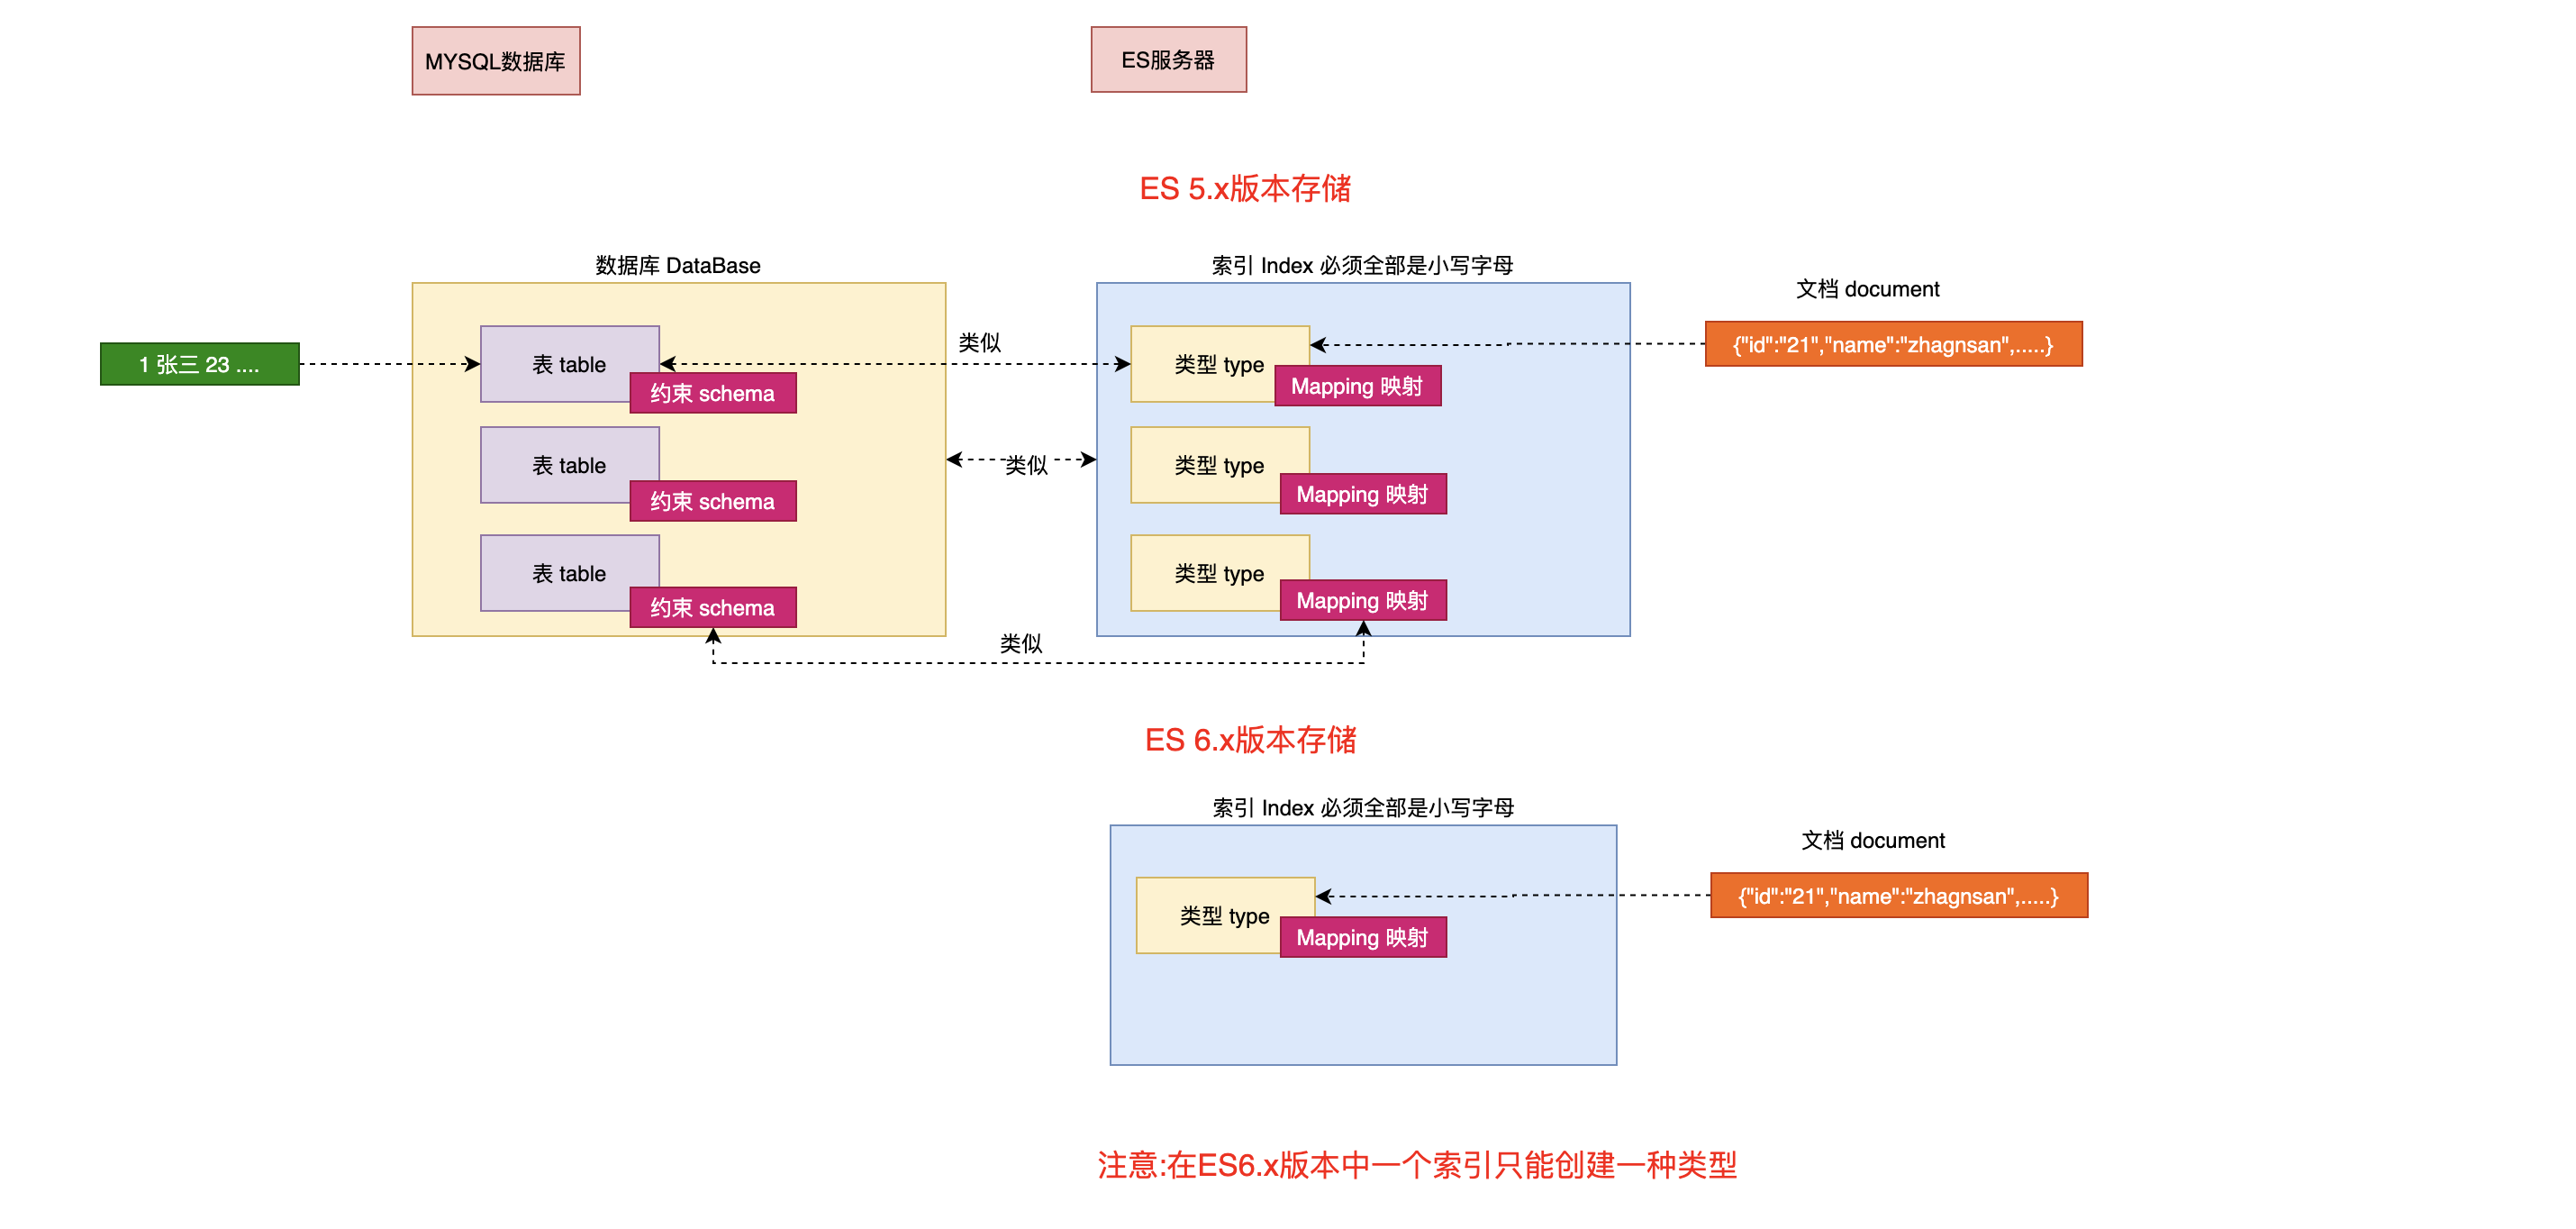 MYSQL数据库
ES服务器
ES 5.x版本存储
数据库 DataBase
索引 Index 必须全部是小写字母
文档 document
1 张三 23 ....
表 table
约束 schema
类似
类型 type
Mapping 映射
{"id":"21","name":"zhagnsan",.....}
表 table
约束 schema
类似
类型 type
Mapping 映射
表 table
约束 schema
类型 type
Mapping 映射
类似
ES 6.x版本存储
索引 Index 必须全部是小写字母
文档 document
类型 type
Mapping 映射
{"id":"21","name":"zhagnsan",.....}
注意:在ES6.x版本中一个索引只能创建一种类型